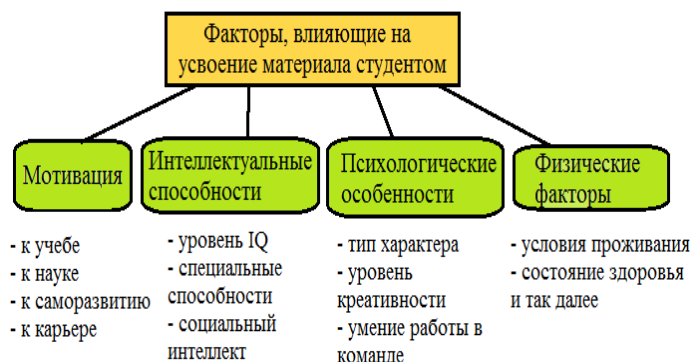 Факторы, влияющие на
усвоение материала студентом
Мотивация
- к учебе
- к науке
- к саморазвитию
- к карьере
Интеллектуальные
способности
- уровень IQ
- специальные
способности
- социальный
интеллект
Психологические
особенности
- тип характера
- уровень
креативности
- умение работы в
команде
Физические
факторы
- условия проживания
- состояние здоровья
и так далее